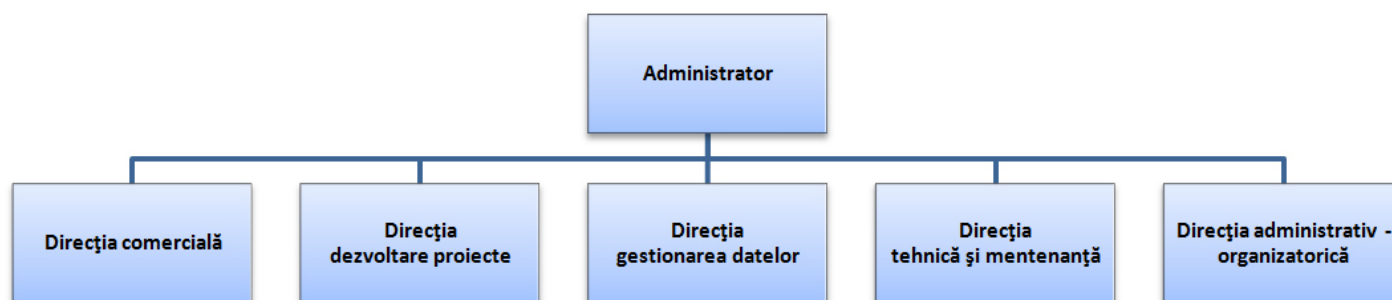 Administrator
Direcţia comercială
Direcţia
dezvoltare proiecte
Direcţia
gestionarea datelor
Direcţia
tehnică şi mentenanţă
Direcţia administrativ -
organizatorică